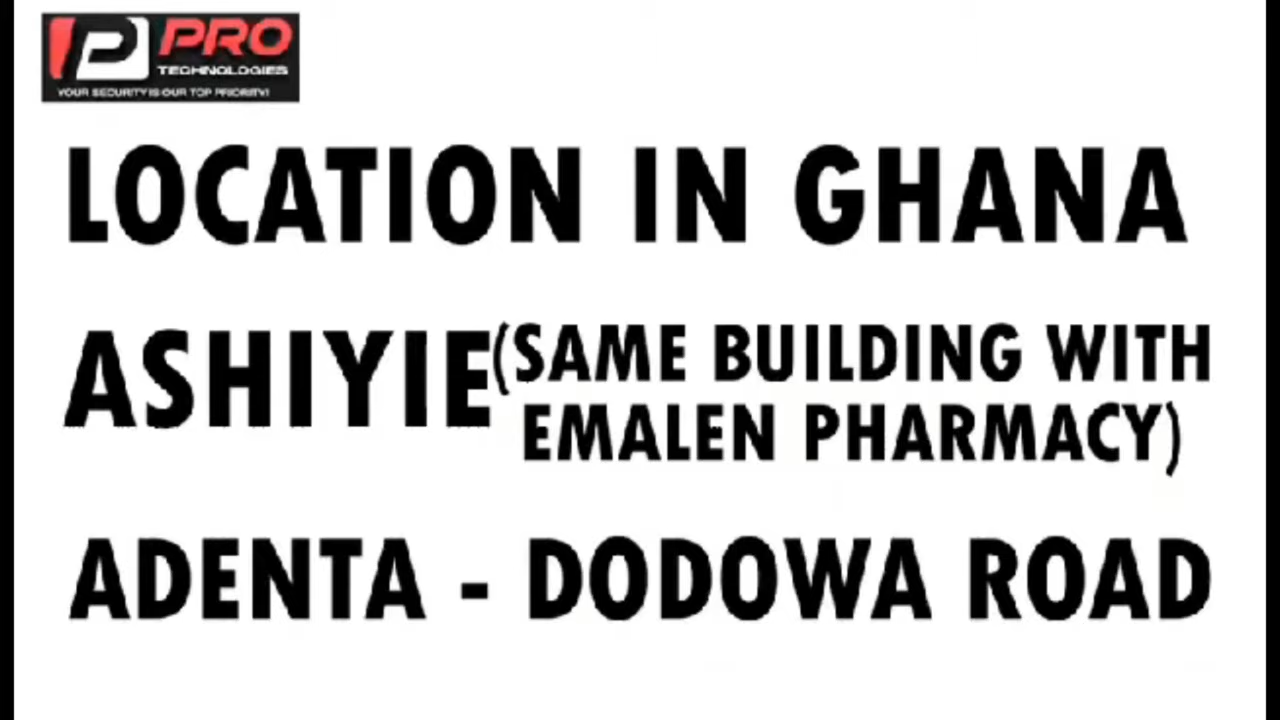 PRO
TECHNOLOGIES
YOUR SECURITY IS OUR TOP PRIORITY!
LOCATION IN GHANA
ASHIYIE (SAME BUILDING WITH
EMALEN PHARMACY)
ADENTA - DODOWA ROAD